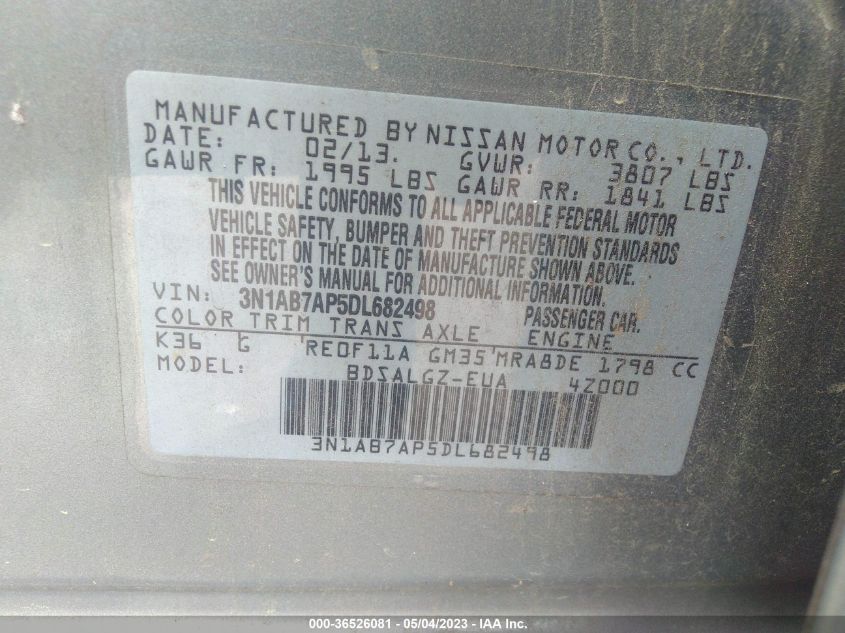 MANUFACTURED BY NISSAN MOTOR CO., LTD.
DATE: 02/13. GVWR: 3807 LBS
GAWR FR: 1995 LBS GAWR RR: 1841 LBS
THIS VEHICLE CONFORMS TO ALL APPLICABLE FEDERAL MOTOR
VEHICLE SAFETY, BUMPER AND THEFT PREVENTION STANDARDS
IN EFFECT ON THE DATE OF MANUFACTURE SHOWN ABOVE.
SEE OWNER'S MANUAL FOR ADDITIONAL INFORMATION.
VIN: 3N1AB7AP5DL682498 PASSENGER CAR.
COLOR TRIM TRANS AXLE ENGINE
K36 G RE0F11A GM35 MRA8DE 1798 CC
MODEL: BDSALGZ-EUA 4Z000
3N1AB7AP5DL682498
000-36526081 - 05/04/2023 - IAA Inc.